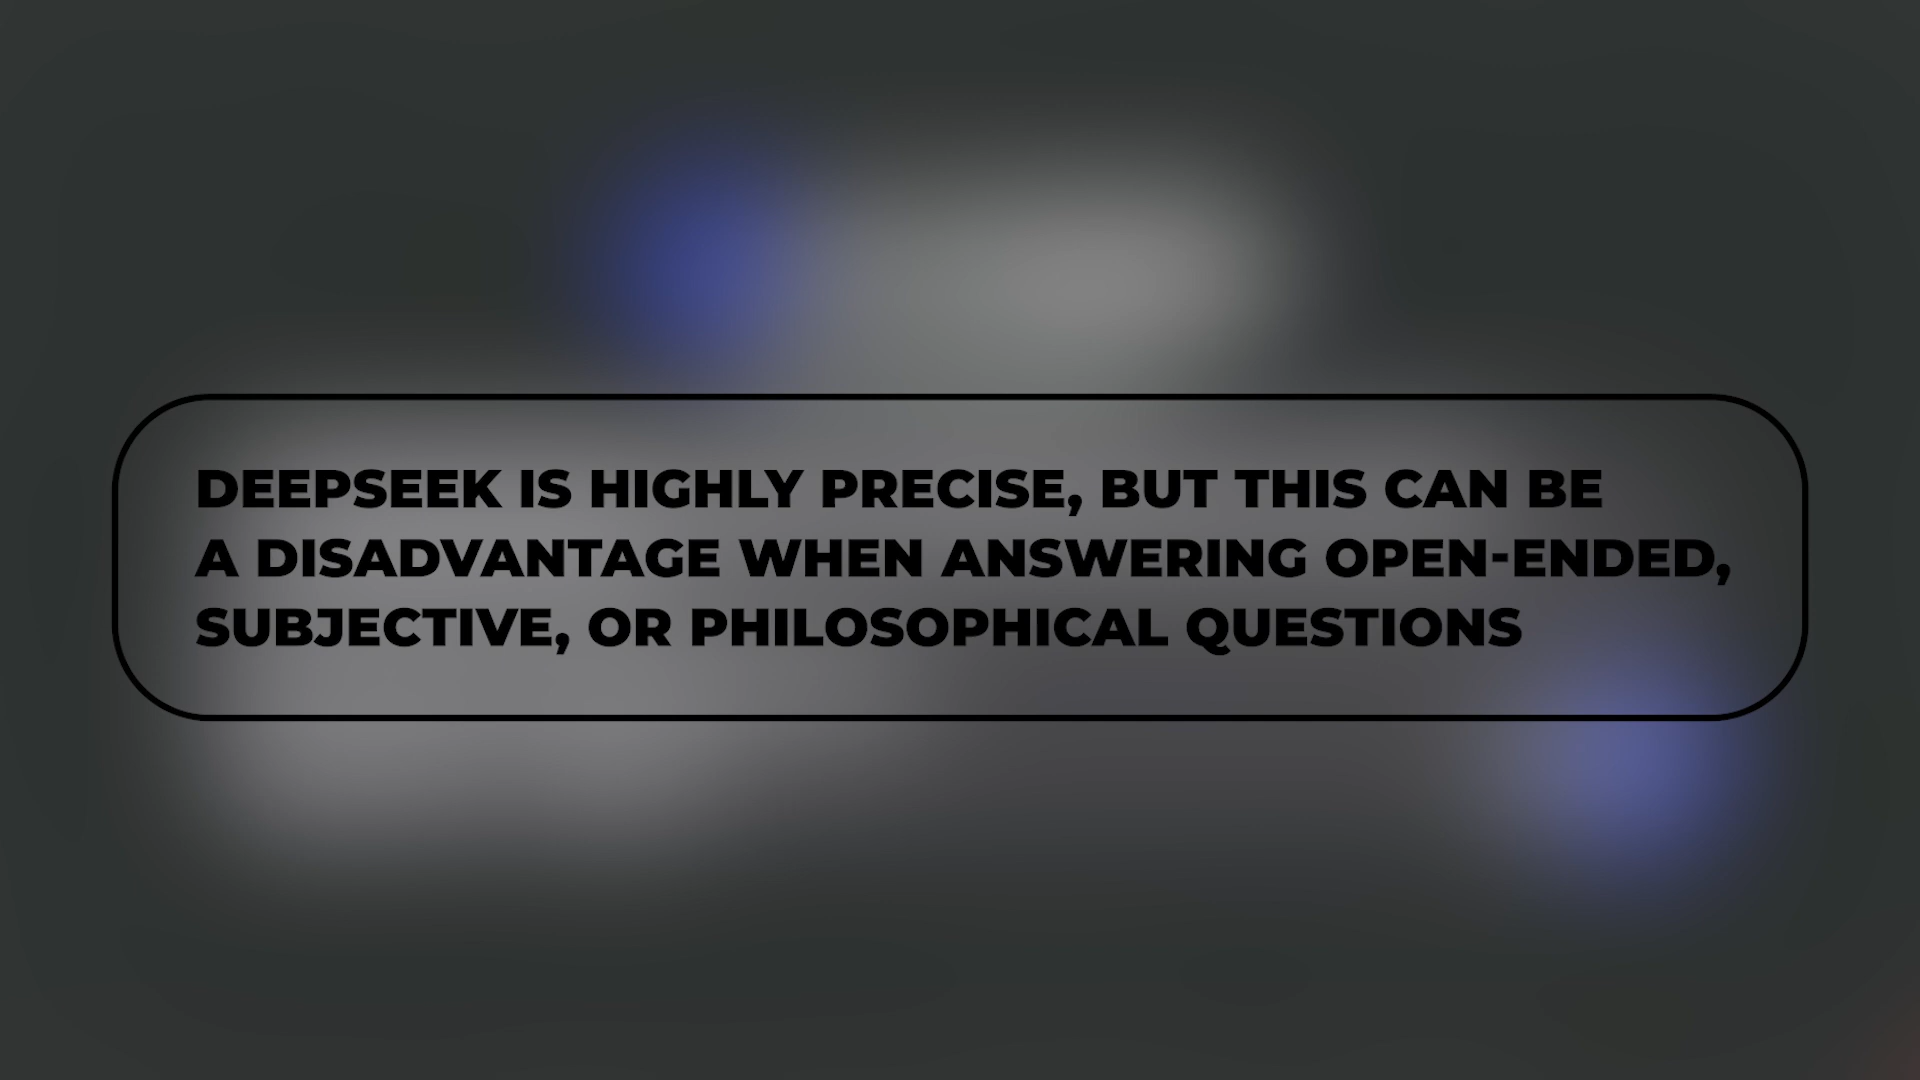 DEEPSEEK IS HIGHLY PRECISE, BUT THIS CAN BE
A DISADVANTAGE WHEN ANSWERING OPEN-ENDED,
SUBJECTIVE, OR PHILOSOPHICAL QUESTIONS